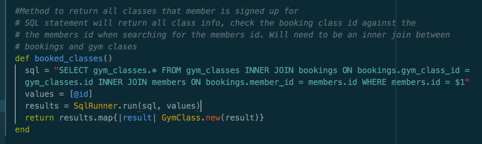 #Method to return all classes that member is signed up for
# SQL statement will return all class info, check the booking class id against the
# the members id when searching for the members id. Will need to be an inner join between
# bookings and gym clases
def booked_classes()
sql = "SELECT gym_classes.* FROM gym_classes INNER JOIN bookings ON bookings.gym_class_id =
gym_classes.id INNER JOIN members ON bookings.member_id = members.id WHERE members.id = $1"
values = [@id]
results = SqlRunner.run(sql, values)
return results.map{|result| GymClass.new(result)}
end